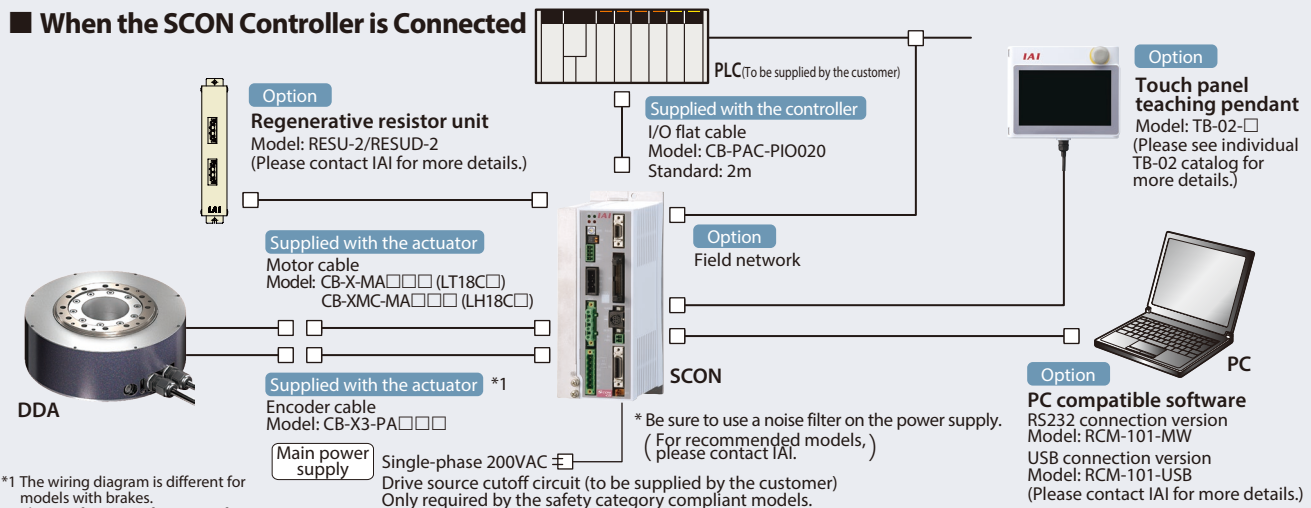 ■ When the SCON Controller is Connected
PLC(To be supplied by the customer)
Option
Regenerative resistor unit
Model: RESU-2/RESUD-2
(Please contact IAI for more details.)
Supplied with the controller
I/O flat cable
Model: CB-PAC-PIO020
Standard: 2m
IAI
Option
Touch panel
teaching pendant
Model: TB-02-□
(Please see individual
TB-02 catalog for
more details.)
IAI
IAI
Supplied with the actuator
Motor cable
Model: CB-X-MA□□□ (LT18C□)
CB-XMC-MA□□□ (LH18C□)
Option
Field network
DDA
Supplied with the actuator *1
Encoder cable
Model: CB-X3-PA□□□
SCON
PC
Option
PC compatible software
RS232 connection version
Model: RCM-101-MW
USB connection version
Model: RCM-101-USB
(Please contact IAI for more details.)
* Be sure to use a noise filter on the power supply.
( For recommended models,
please contact IAI. )
Main power
supply
Single-phase 200VAC
Drive source cutoff circuit (to be supplied by the customer)
Only required by the safety category compliant models.
*1 The wiring diagram is different for
models with brakes.